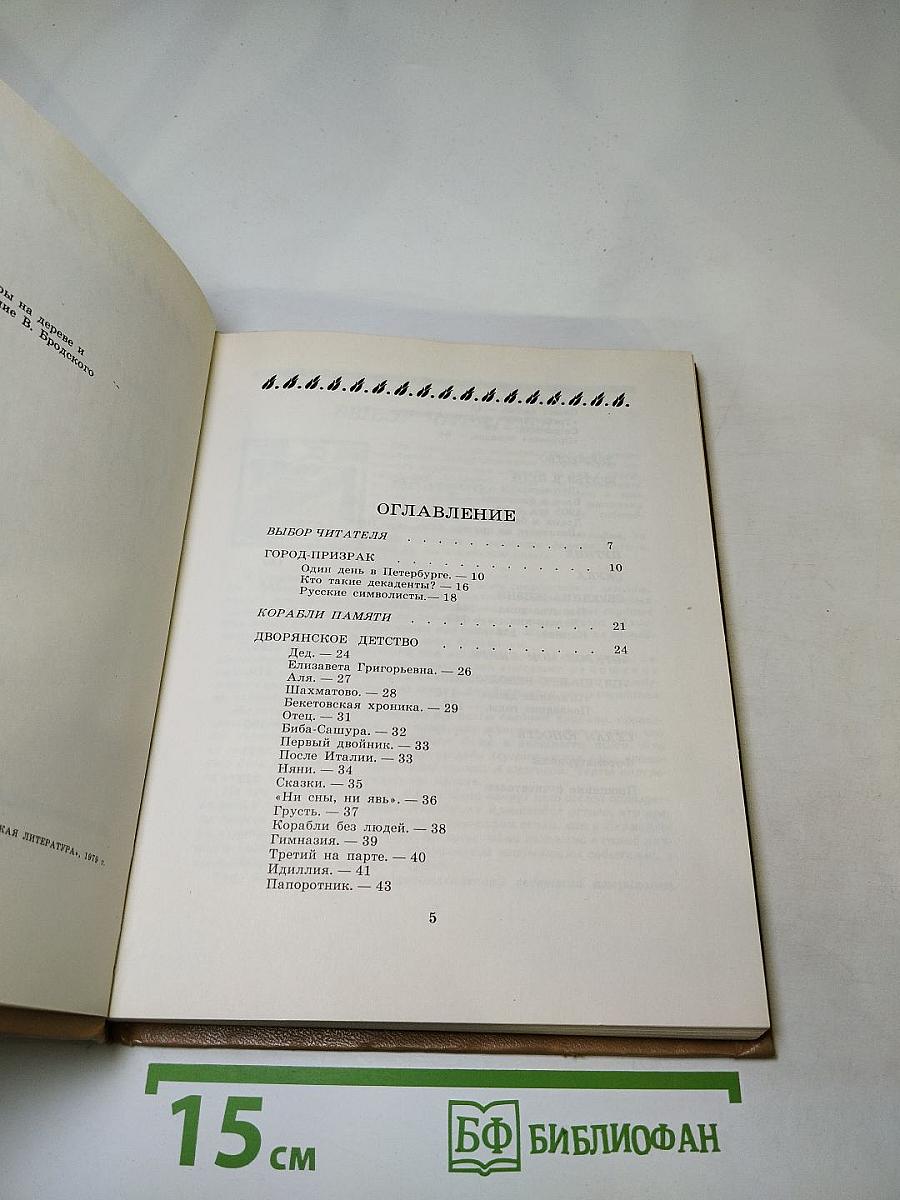 ры на дереве и
ние В. Бродского
КАЯ ЛИТЕРАТУРА», 1979 г.
ОГЛАВЛЕНИЕ
ВЫБОР ЧИТАТЕЛЯ . . . . . . . . . . . 7
ГОРОД-ПРИЗРАК . . . . . . . . . . . . 10
Один день в Петербурге. — 10
Кто такие декаденты? — 16
Русские символисты. — 18
КОРАБЛИ ПАМЯТИ . . . . . . . . . . . . 21
ДВОРЯНСКОЕ ДЕТСТВО . . . . . . . . . . 24
Дед. — 24
Елизавета Григорьевна. — 26
Аля. — 27
Шахматово. — 28
Бекетовская хроника. — 29
Отец. — 31
Биба-Сашура. — 32
Первый двойник. — 33
После Италии. — 33
Няни. — 34
Сказки. — 35
«Ни сны, ни явь». — 36
Грусть. — 37
Корабли без людей. — 38
Гимназия. — 39
Третий на парте. — 40
Идиллия. — 41
Папоротник. — 43
5
15 см
БФ БИБЛИОФАН